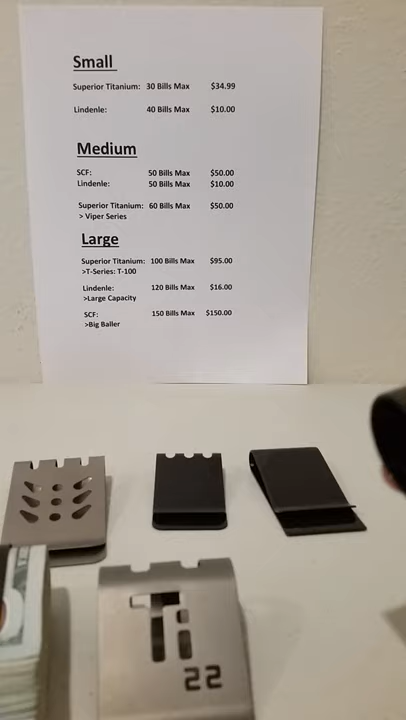 Small
Superior Titanium: 30 Bills Max $34.99
Lindenle: 40 Bills Max $10.00
Medium
SCF: 50 Bills Max $50.00
Lindenle: 50 Bills Max $10.00
Superior Titanium: 60 Bills Max $50.00
> Viper Series
Large
Superior Titanium: 100 Bills Max $95.00
>T-Series: T-100
Lindenle: 120 Bills Max $16.00
>Large Capacity
SCF: 150 Bills Max $150.00
>Big Baller
Ti
22